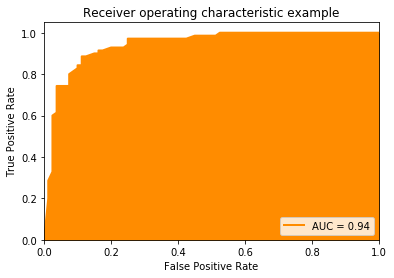 Receiver operating characteristic example
True Positive Rate
1.0
0.8
0.6
0.4
0.2
0.0
AUC = 0.94
0.0 0.2 0.4 0.6 0.8 1.0
False Positive Rate